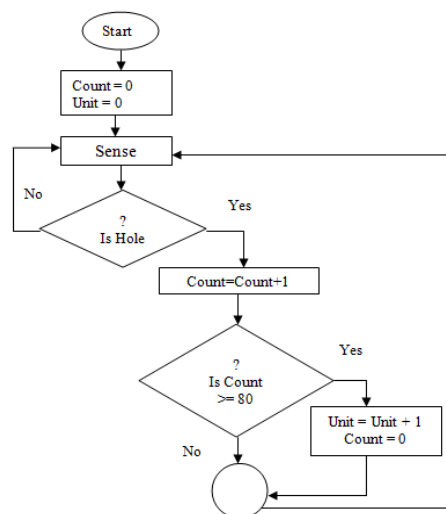 Start
Count = 0
Unit = 0
Sense
No
Yes
?
Is Hole
Count=Count+1
?
Is Count
>= 80
Yes
Unit = Unit + 1
Count = 0
No